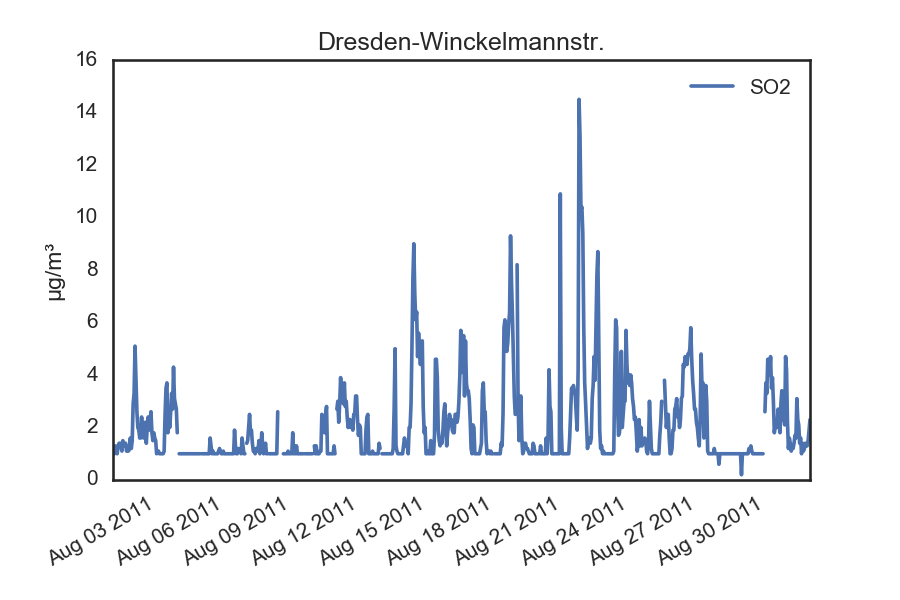 Dresden-Winckelmannstr.
SO2
µg/m³
16
14
12
10
8
6
4
2
0
Aug 03 2011
Aug 06 2011
Aug 09 2011
Aug 12 2011
Aug 15 2011
Aug 18 2011
Aug 21 2011
Aug 24 2011
Aug 27 2011
Aug 30 2011